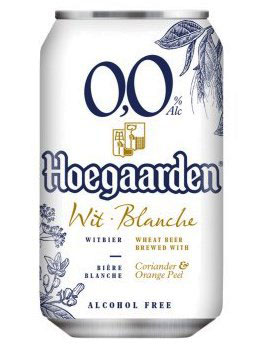 0,0 % Alc
Hoegaarden
Wit · Blanche
WITBIER
WHEAT BEER
BREWED WITH
BIÈRE
BLANCHE
Coriander &
Orange Peel
ALCOHOL FREE